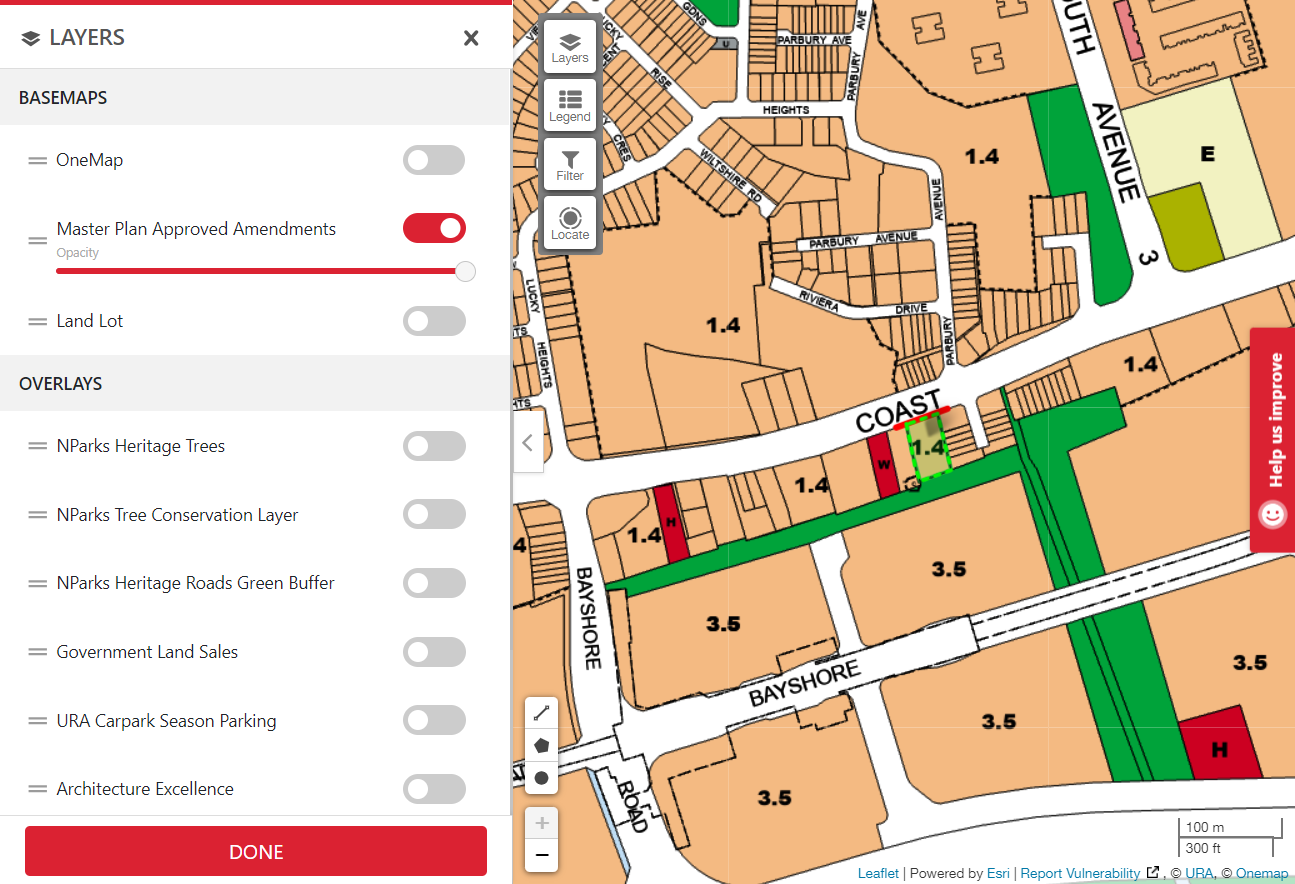 LAYERS
BASEMAPS
OneMap
Master Plan Approved Amendments
Opacity
Land Lot
OVERLAYS
NParks Heritage Trees
NParks Tree Conservation Layer
NParks Heritage Roads Green Buffer
Government Land Sales
URA Carpark Season Parking
Architecture Excellence
DONE
Layers
Legend
Filter
Locate
GDNS
U
PARBURY AVE
AVE
PARBURY
RISE
HEIGHTS
CRES
WILTSHIRE RD
AVENUE
PARBURY AVENUE
RIVIERA DRIVE
PARBURY
LUCKY
HEIGHTS
OUTH
AVENUE
3
E
1.4
1.4
1.4
COAST
1.4
W
1.4
1.4
H
4
BAYSHORE
3.5
3.5
BAYSHORE
3.5
3.5
3.5
H
ROAD
Help us improve
+
−
100 m
300 ft
Leaflet | Powered by Esri | Report Vulnerability , © URA, © Onemap